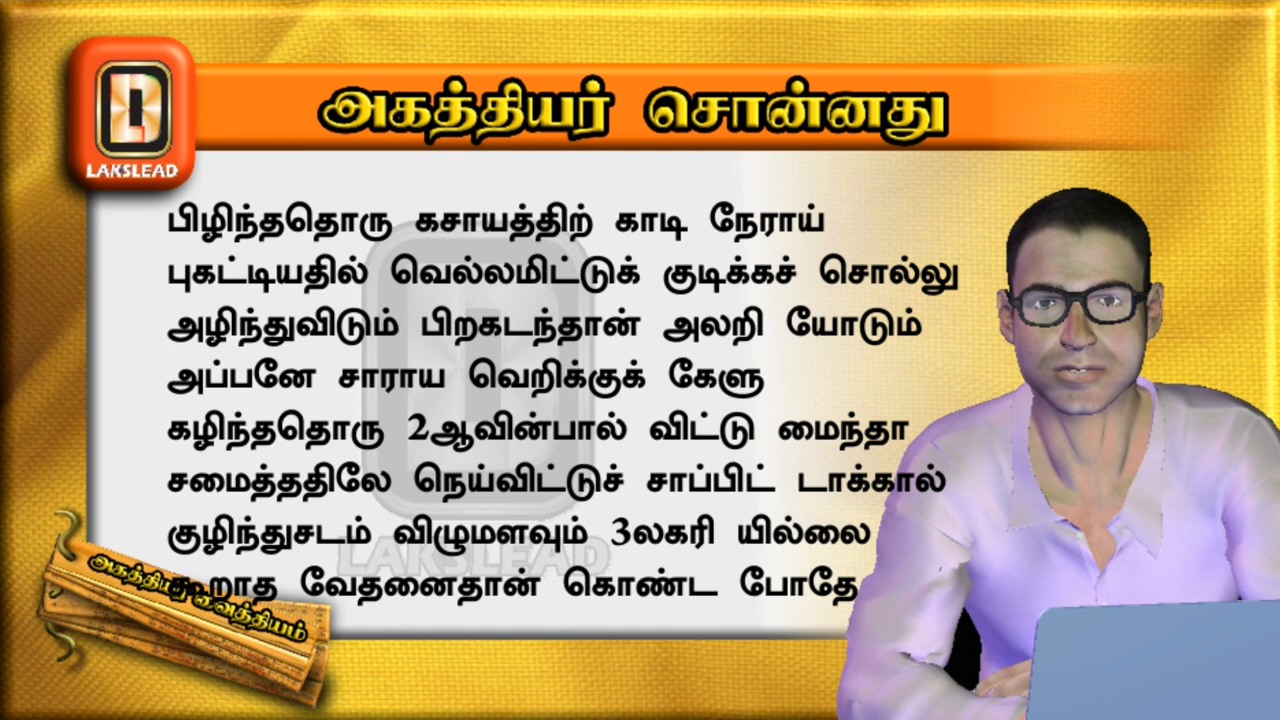 அகத்தியர் சொன்னது
LAKSLEAD
பிழிந்ததொரு கசாயத்திற் காடி நேராய்
புகட்டியதில் வெல்லமிட்டுக் குடிக்கச் சொல்லு
அழிந்துவிடும் பிறகடந்தான் அலறி யோடும்
அப்பனே சாராய வெறிக்குக் கேளு
கழிந்ததொரு 2ஆவின்பால் விட்டு மைந்தா
சமைத்ததிலே நெய்விட்டுச் சாப்பிட் டாக்கால்
குழிந்துசடம் விழுமளவும் 3லகரி யில்லை
கூறாத வேதனைதான் கொண்ட போதே
LAKSLEAD
அகத்தியர் வைத்தியம்